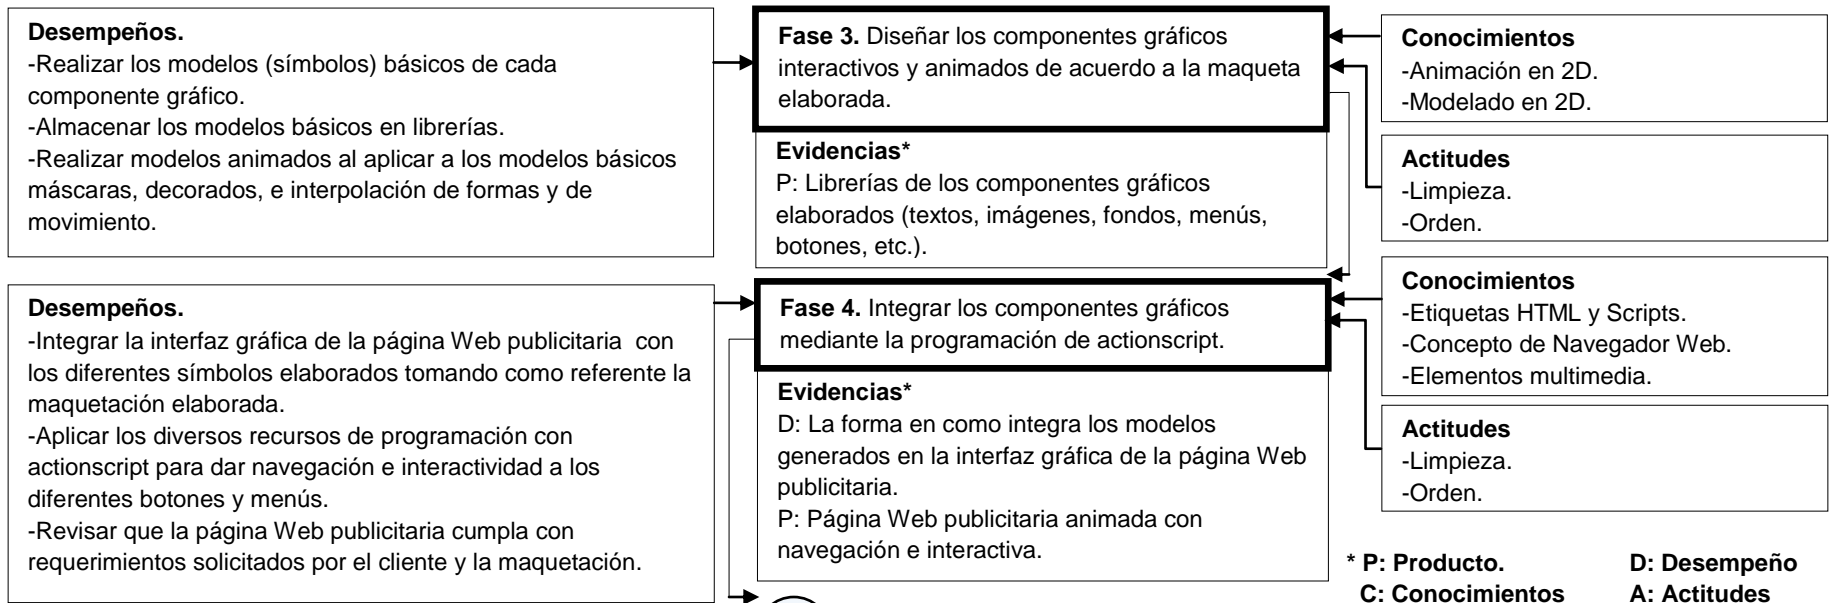 Desempeños.
-Realizar los modelos (símbolos) básicos de cada
componente gráfico.
-Almacenar los modelos básicos en librerías.
-Realizar modelos animados al aplicar a los modelos básicos
máscaras, decorados, e interpolación de formas y de
movimiento.
Fase 3. Diseñar los componentes gráficos
interactivos y animados de acuerdo a la maqueta
elaborada.
Evidencias*
P: Librerías de los componentes gráficos
elaborados (textos, imágenes, fondos, menús,
botones, etc.).
Conocimientos
-Animación en 2D.
-Modelado en 2D.
Actitudes
-Limpieza.
-Orden.
Desempeños.
-Integrar la interfaz gráfica de la página Web publicitaria  con
los diferentes símbolos elaborados tomando como referente la
maquetación elaborada.
-Aplicar los diversos recursos de programación con
actionscript para dar navegación e interactividad a los
diferentes botones y menús.
-Revisar que la página Web publicitaria cumpla con
requerimientos solicitados por el cliente y la maquetación.
Fase 4. Integrar los componentes gráficos
mediante la programación de actionscript.
Evidencias*
D: La forma en como integra los modelos
generados en la interfaz gráfica de la página Web
publicitaria.
P: Página Web publicitaria animada con
navegación e interactiva.
Conocimientos
-Etiquetas HTML y Scripts.
-Concepto de Navegador Web.
-Elementos multimedia.
Actitudes
-Limpieza.
-Orden.
* P: Producto. D: Desempeño
C: Conocimientos A: Actitudes